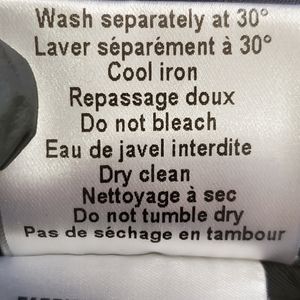 Wash separately at 30°
Laver séparément à 30°
Cool iron
Repassage doux
Do not bleach
Eau de javel interdite
Dry clean
Nettoyage à sec
Do not tumble dry
Pas de séchage en tambour